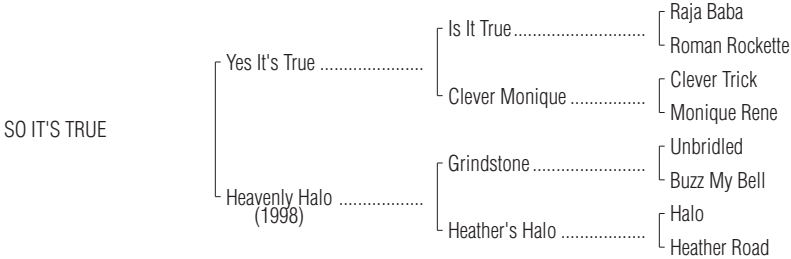 Raja Baba
Is It True..............................
Roman Rockette
Yes It's True ......................
Clever Trick
Clever Monique ..................
Monique Rene
SO IT'S TRUE
Unbridled
Grindstone..............................
Buzz My Bell
Heavenly Halo ....................
(1998)
Halo
Heather's Halo ....................
Heather Road